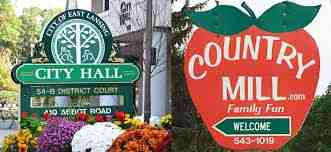 CITY OF EAST LANSING
CITY HALL
54-B DISTRICT COURT
410 ABBOT ROAD
COUNTRY
MILL.com
Family Fun
WELCOME
543-1019